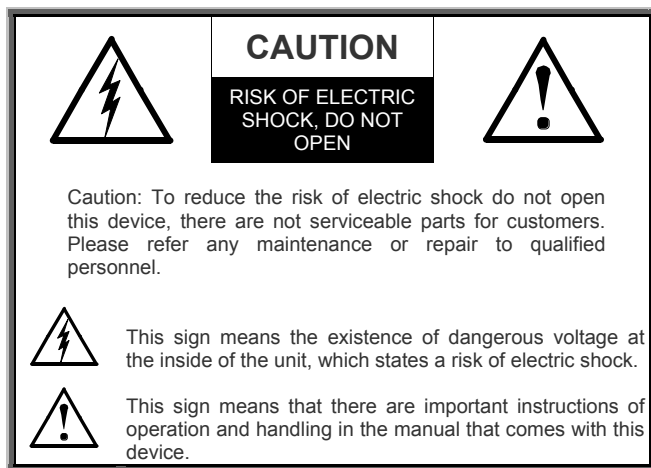 CAUTION
RISK OF ELECTRIC
SHOCK, DO NOT
OPEN
Caution: To reduce the risk of electric shock do not open
this device, there are not serviceable parts for customers.
Please refer any maintenance or repair to qualified
personnel.
This sign means the existence of dangerous voltage at
the inside of the unit, which states a risk of electric shock.
This sign means that there are important instructions of
operation and handling in the manual that comes with this
device.